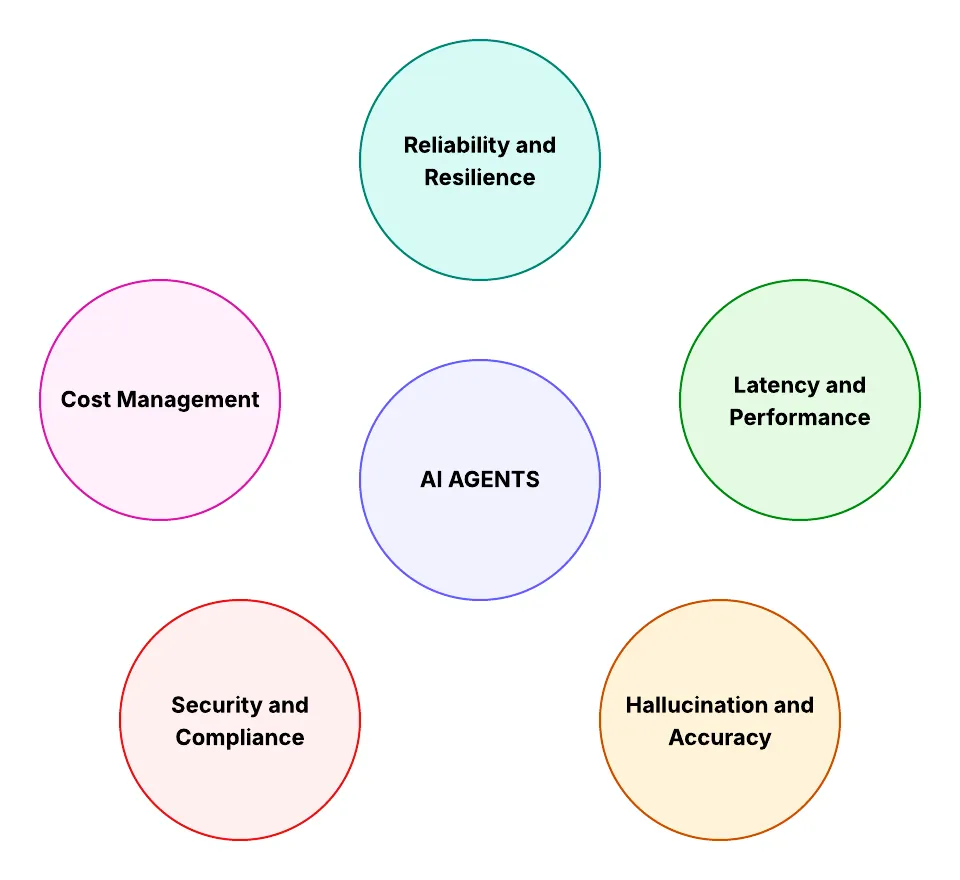 Reliability and
Resilience
Cost Management
Latency and
Performance
AI AGENTS
Security and
Compliance
Hallucination and
Accuracy